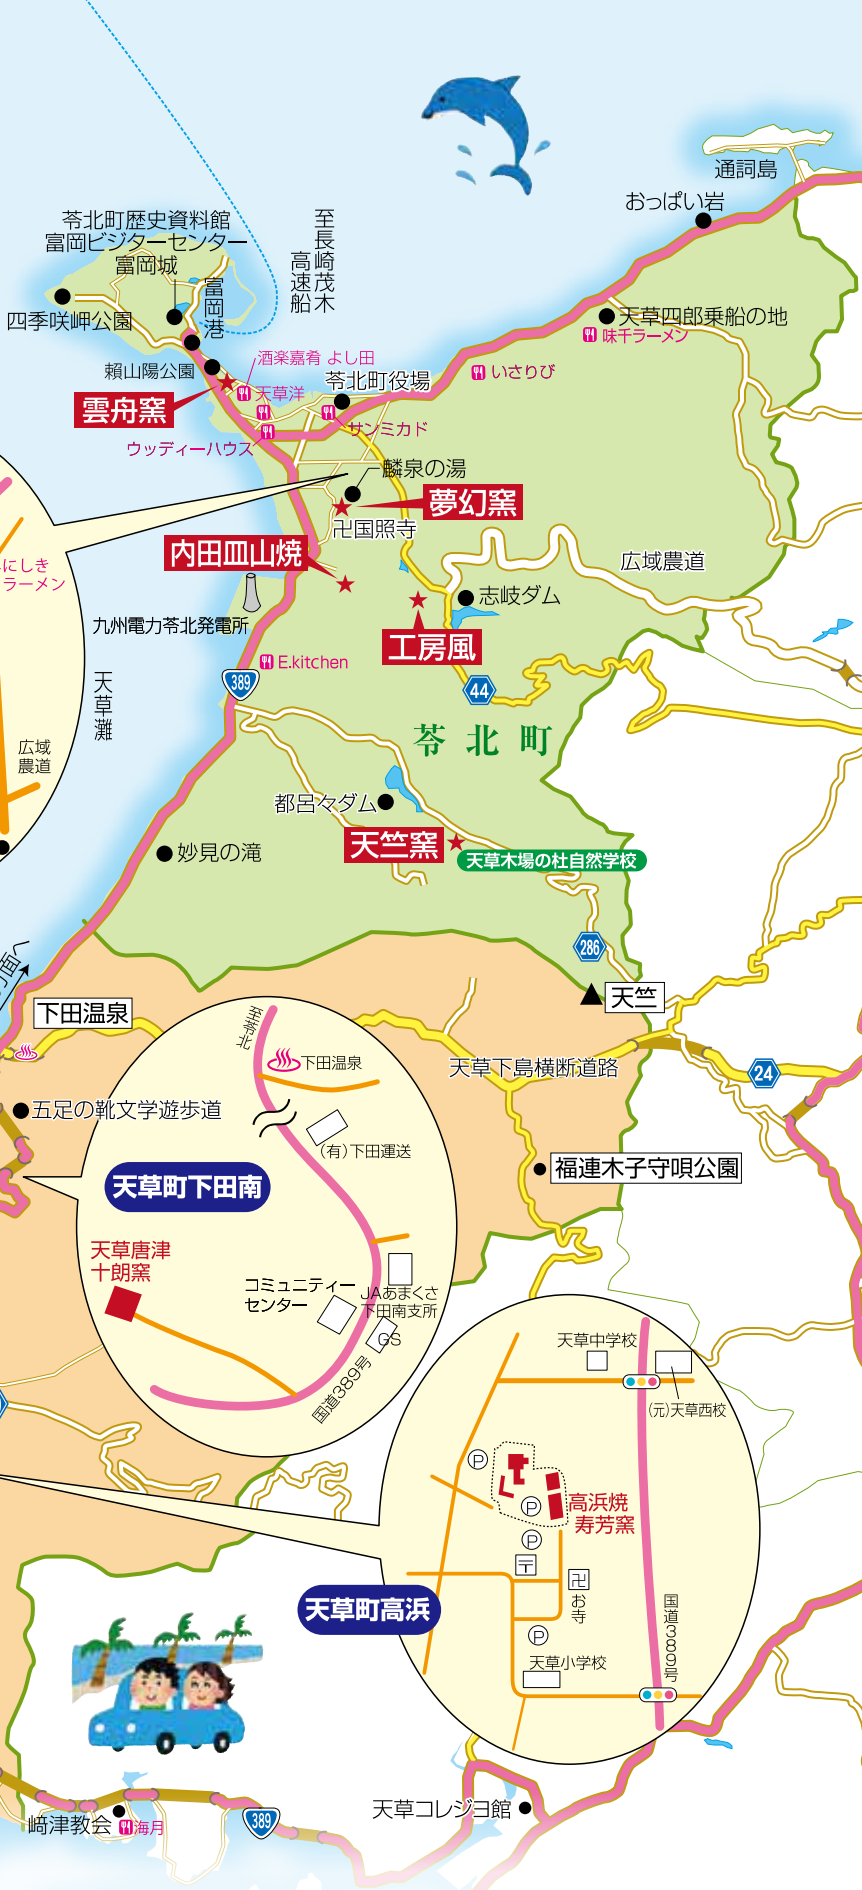 通詞島
おっぱい岩
苓北町歴史資料館
富岡ビジターセンター
富岡城
至長崎茂木
高速船
富岡港
四季咲岬公園
天草四郎乗船の地
味千ラーメン
頼山陽公園
酒楽嘉肴 よし田
いさりび
苓北町役場
天草洋
雲舟窯
サンミカド
ウッディーハウス
麟泉の湯
夢幻窯
卍国照寺
内田皿山焼
広域農道
にしき
ラーメン
志岐ダム
九州電力苓北発電所
工房風
E.kitchen
389
44
天草灘
苓北町
広域
農道
都呂々ダム
天竺窯
妙見の滝
天草木場の杜自然学校
286
方面へ
天竺
下田温泉
至苓北
下田温泉
天草下島横断道路
24
五足の靴文学遊歩道
(有)下田運送
福連木子守唄公園
天草町下田南
天草唐津
十朗窯
コミュニティー
センター
JAあまくさ
下田南支所
GS
国道389号
天草中学校
(元)天草西校
P
高浜焼
寿芳窯
P
P
〒
卍
お寺
天草町高浜
国道389号
P
天草小学校
天草コレジヨ館
﨑津教会
海月
389